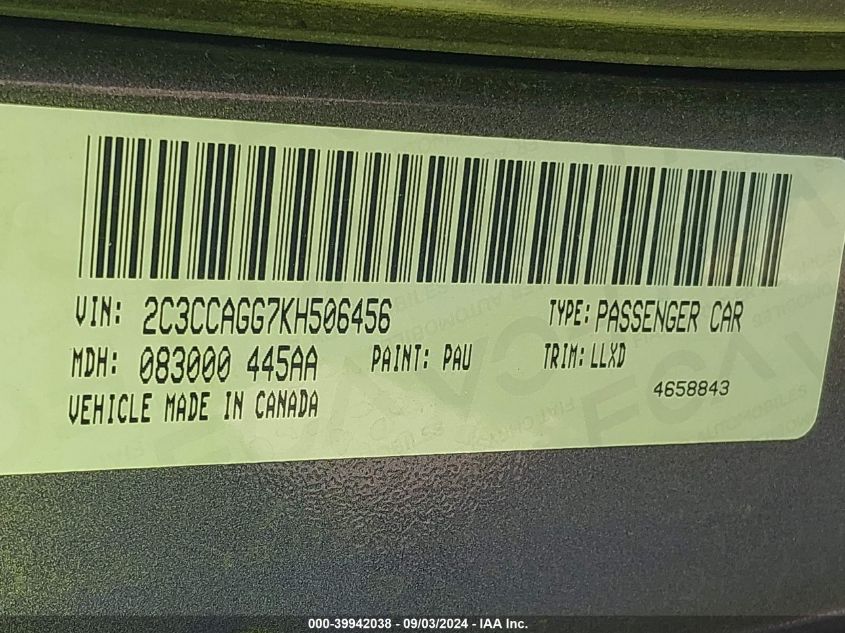 VIN: 2C3CCAGG7KH506456 TYPE: PASSENGER CAR
MDH: 083000 445AA PAINT: PAU TRIM: LLXD
4658843
VEHICLE MADE IN CANADA
000-39942038 - 09/03/2024 - IAA Inc.